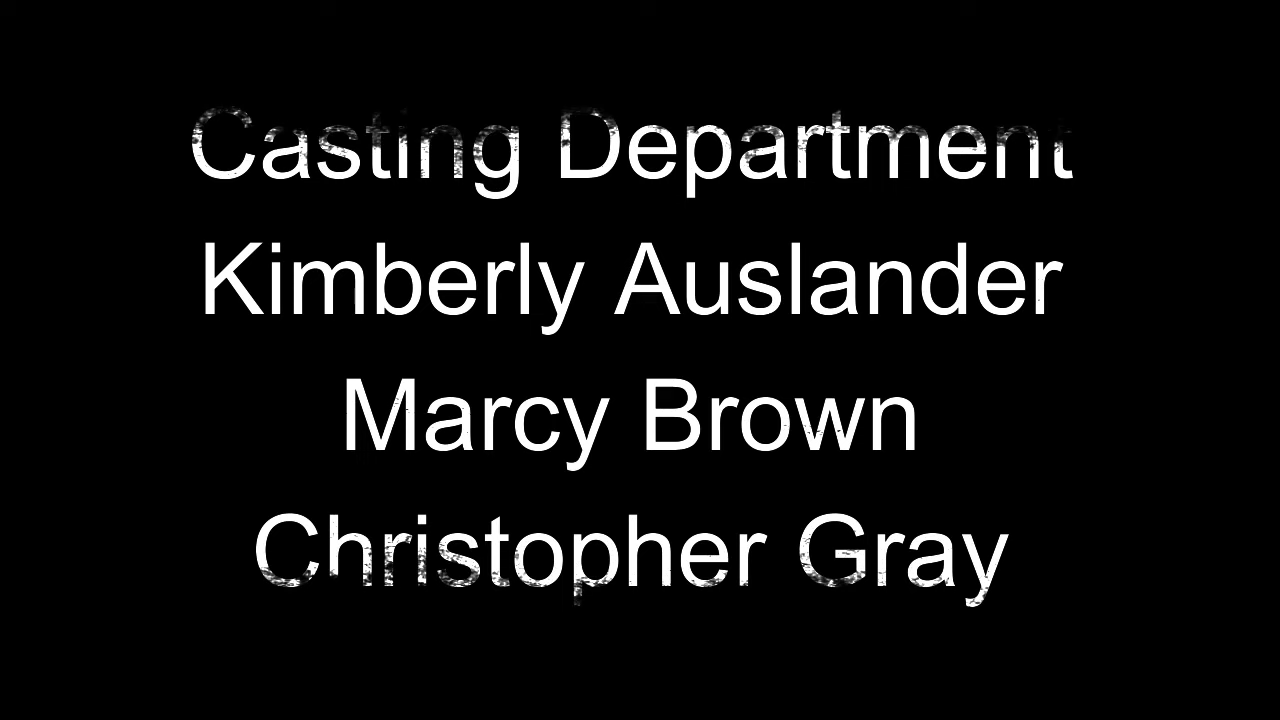 Casting Department
Kimberly Auslander
Marcy Brown
Christopher Gray